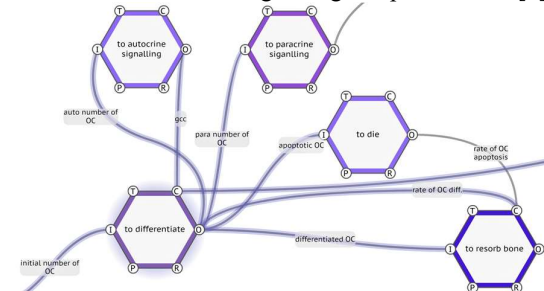 T C
I to autocrine O
signalling
P R
T C
I to paracrine O
siganlling
P R
auto number of
OC
gcc
para number of
OC
apoptotic OC
T C
I to die O
P R
rate of OC
apoptosis
rate of OC diff
T C
I to differentiate O
P R
differentiated OC
T C
I to resorb bone O
P R
initial number of
OC